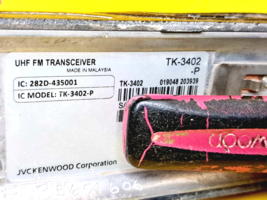 UHF FM TRANSCEIVER
MADE IN MALAYSIA
TK-3402
-P
IC: 282D-435001
IC MODEL: TK-3402-P
TK-3402
019048 203939
JVCKENWOOD Corporation